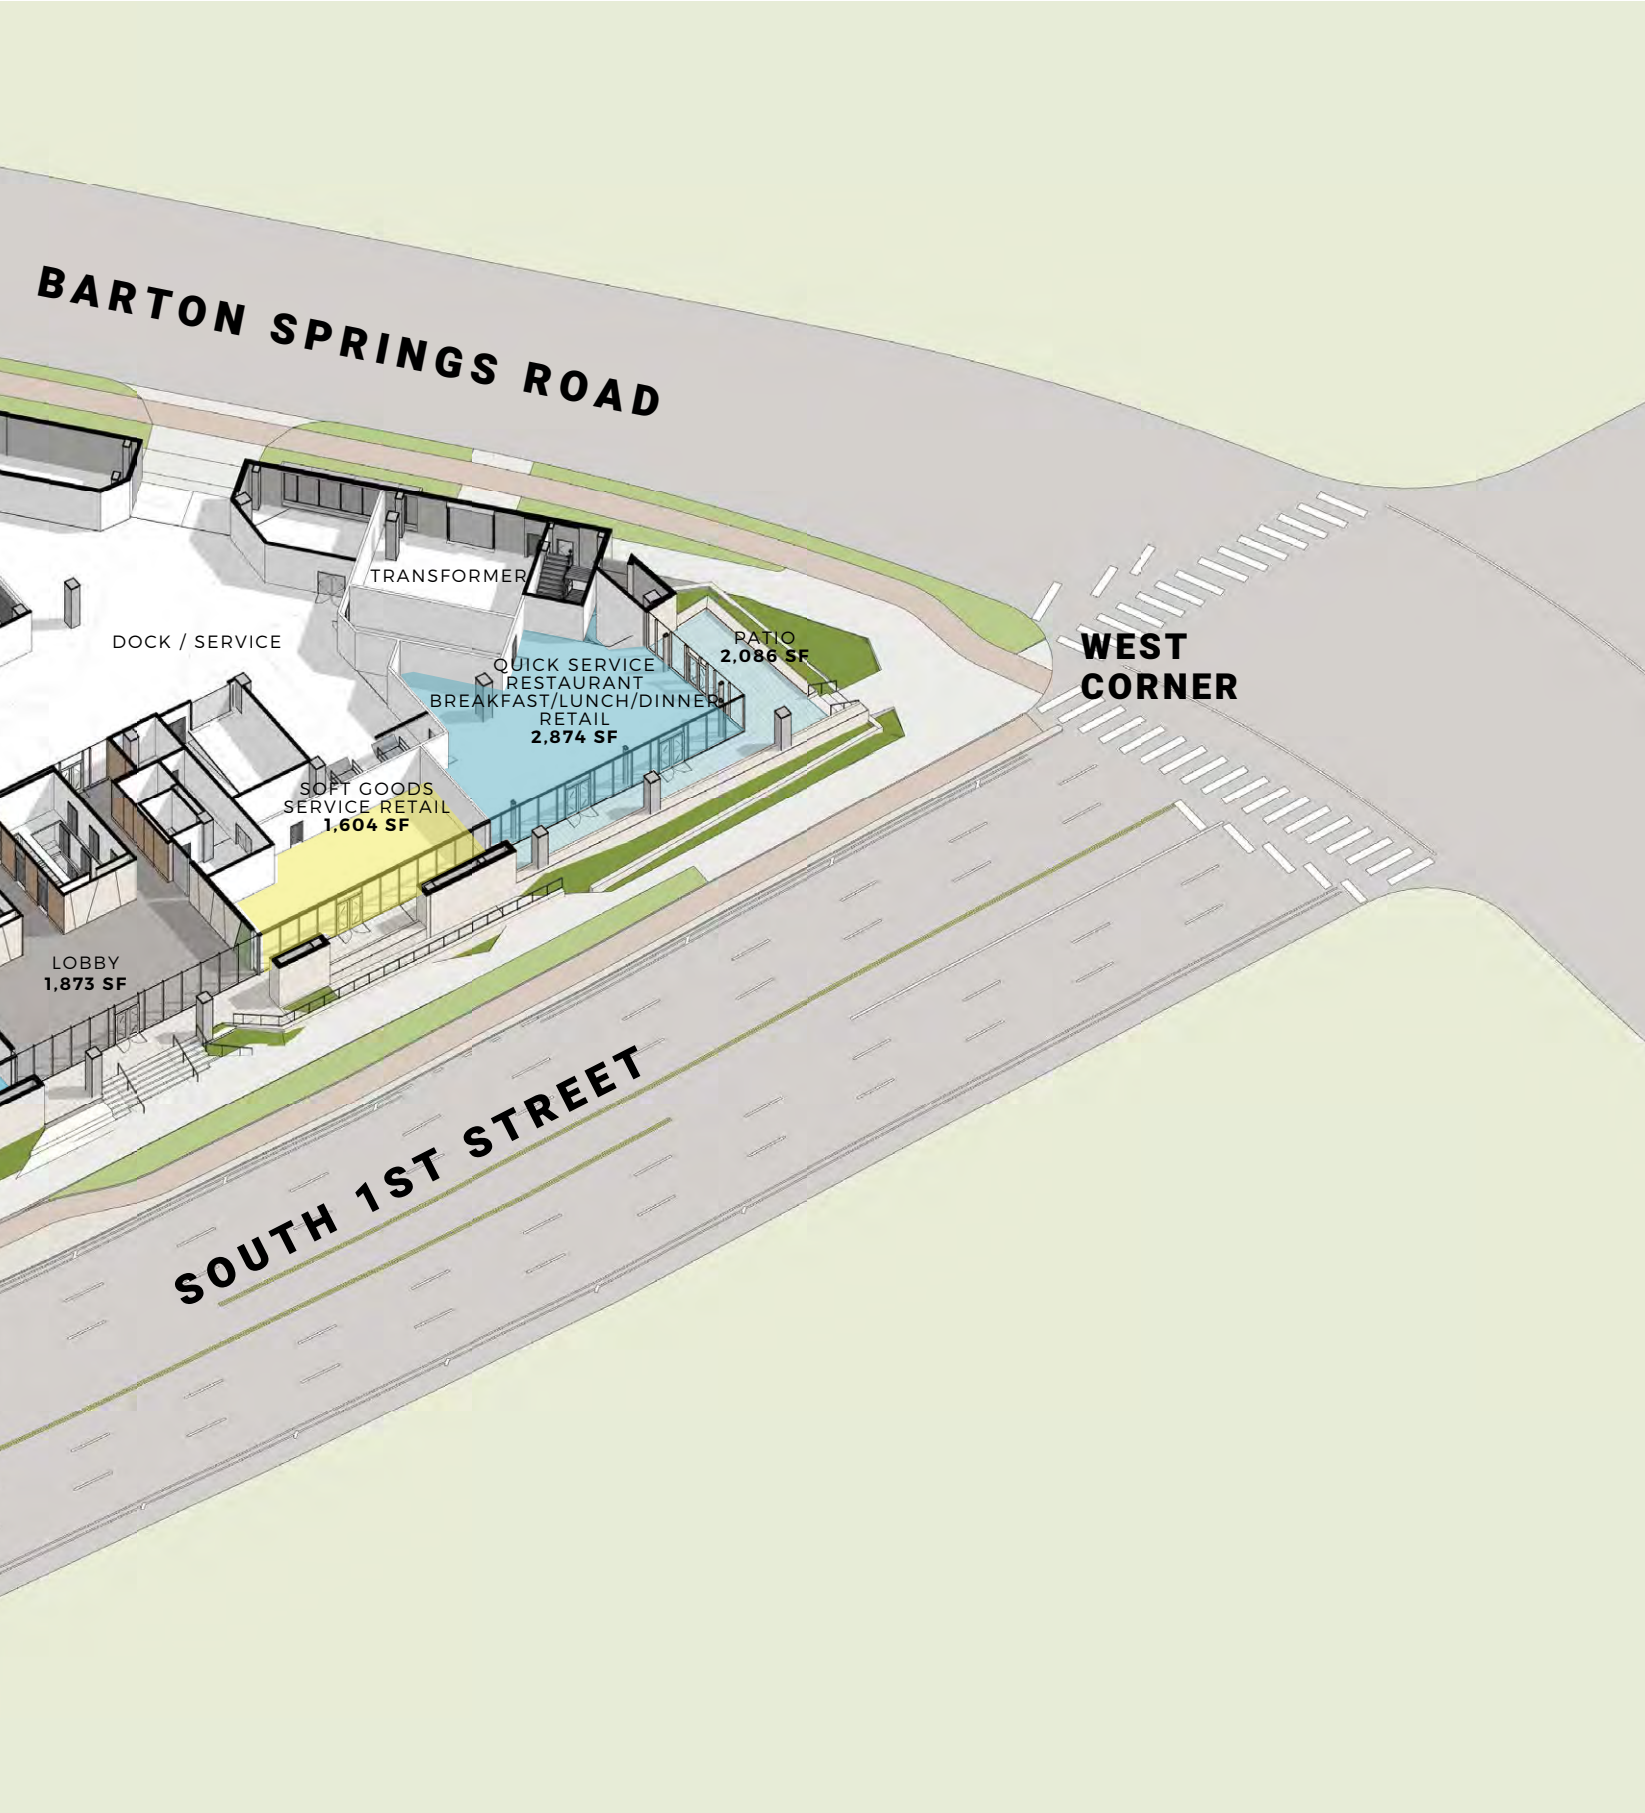 BARTON SPRINGS ROAD
TRANSFORMER
DOCK / SERVICE
PATIO
2,086 SF
WEST
CORNER
QUICK SERVICE
RESTAURANT
BREAKFAST/LUNCH/DINNER
RETAIL
2,874 SF
SOFT GOODS
SERVICE RETAIL
1,604 SF
LOBBY
1,873 SF
SOUTH 1ST STREET